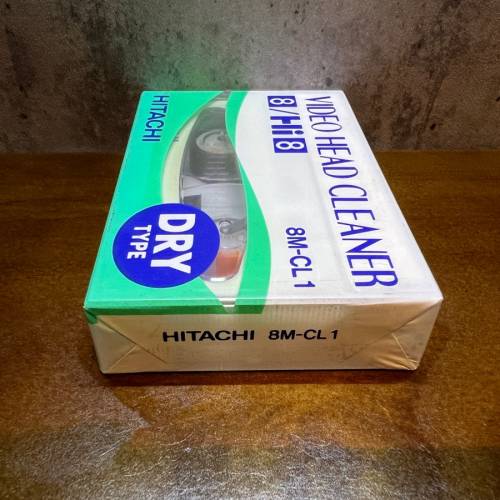 VIDEO HEAD CLEANER
8/Hi8
8M-CL1
HITACHI
DRY
TYPE
HITACHI 8M-CL1